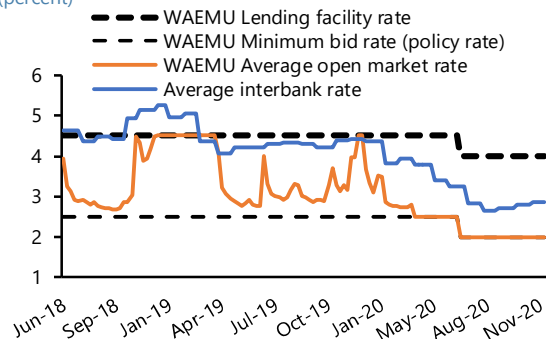 (percent)
WAEMU Lending facility rate
WAEMU Minimum bid rate (policy rate)
WAEMU Average open market rate
Average interbank rate
6
5
4
3
2
1
Jun-18 Sep-18 Jan-19 Apr-19 Jul-19 Oct-19 Jan-20 May-20 Aug-20 Nov-20